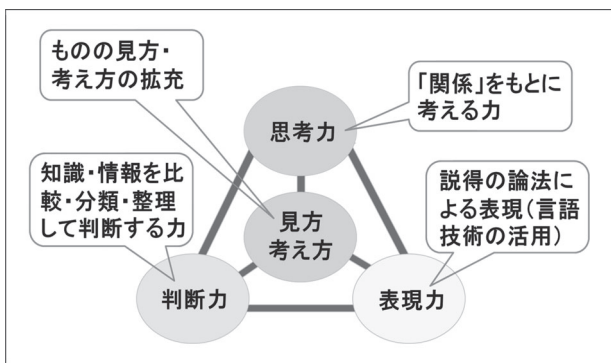 ものの見方・
考え方の拡充
「関係」をもとに
考える力
思考力
知識・情報を比
較・分類・整理
して判断する力
見方
考え方
説得の論法に
よる表現(言語
技術の活用)
判断力
表現力